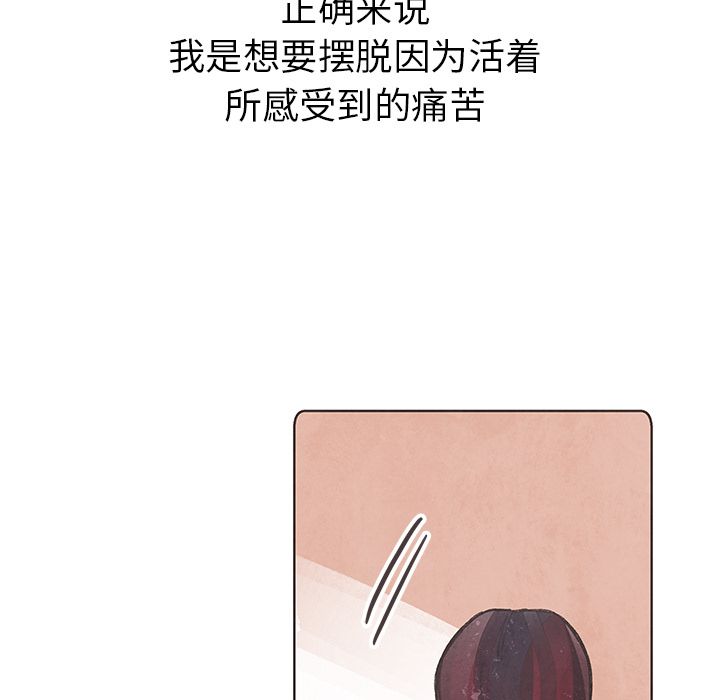 正确来说
我是想要摆脱因为活着
所感受到的痛苦